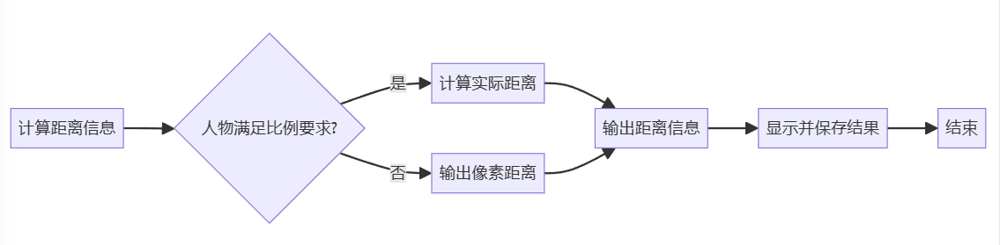 计算距离信息
人物满足比例要求?
是
计算实际距离
否
输出像素距离
输出距离信息
显示并保存结果
结束